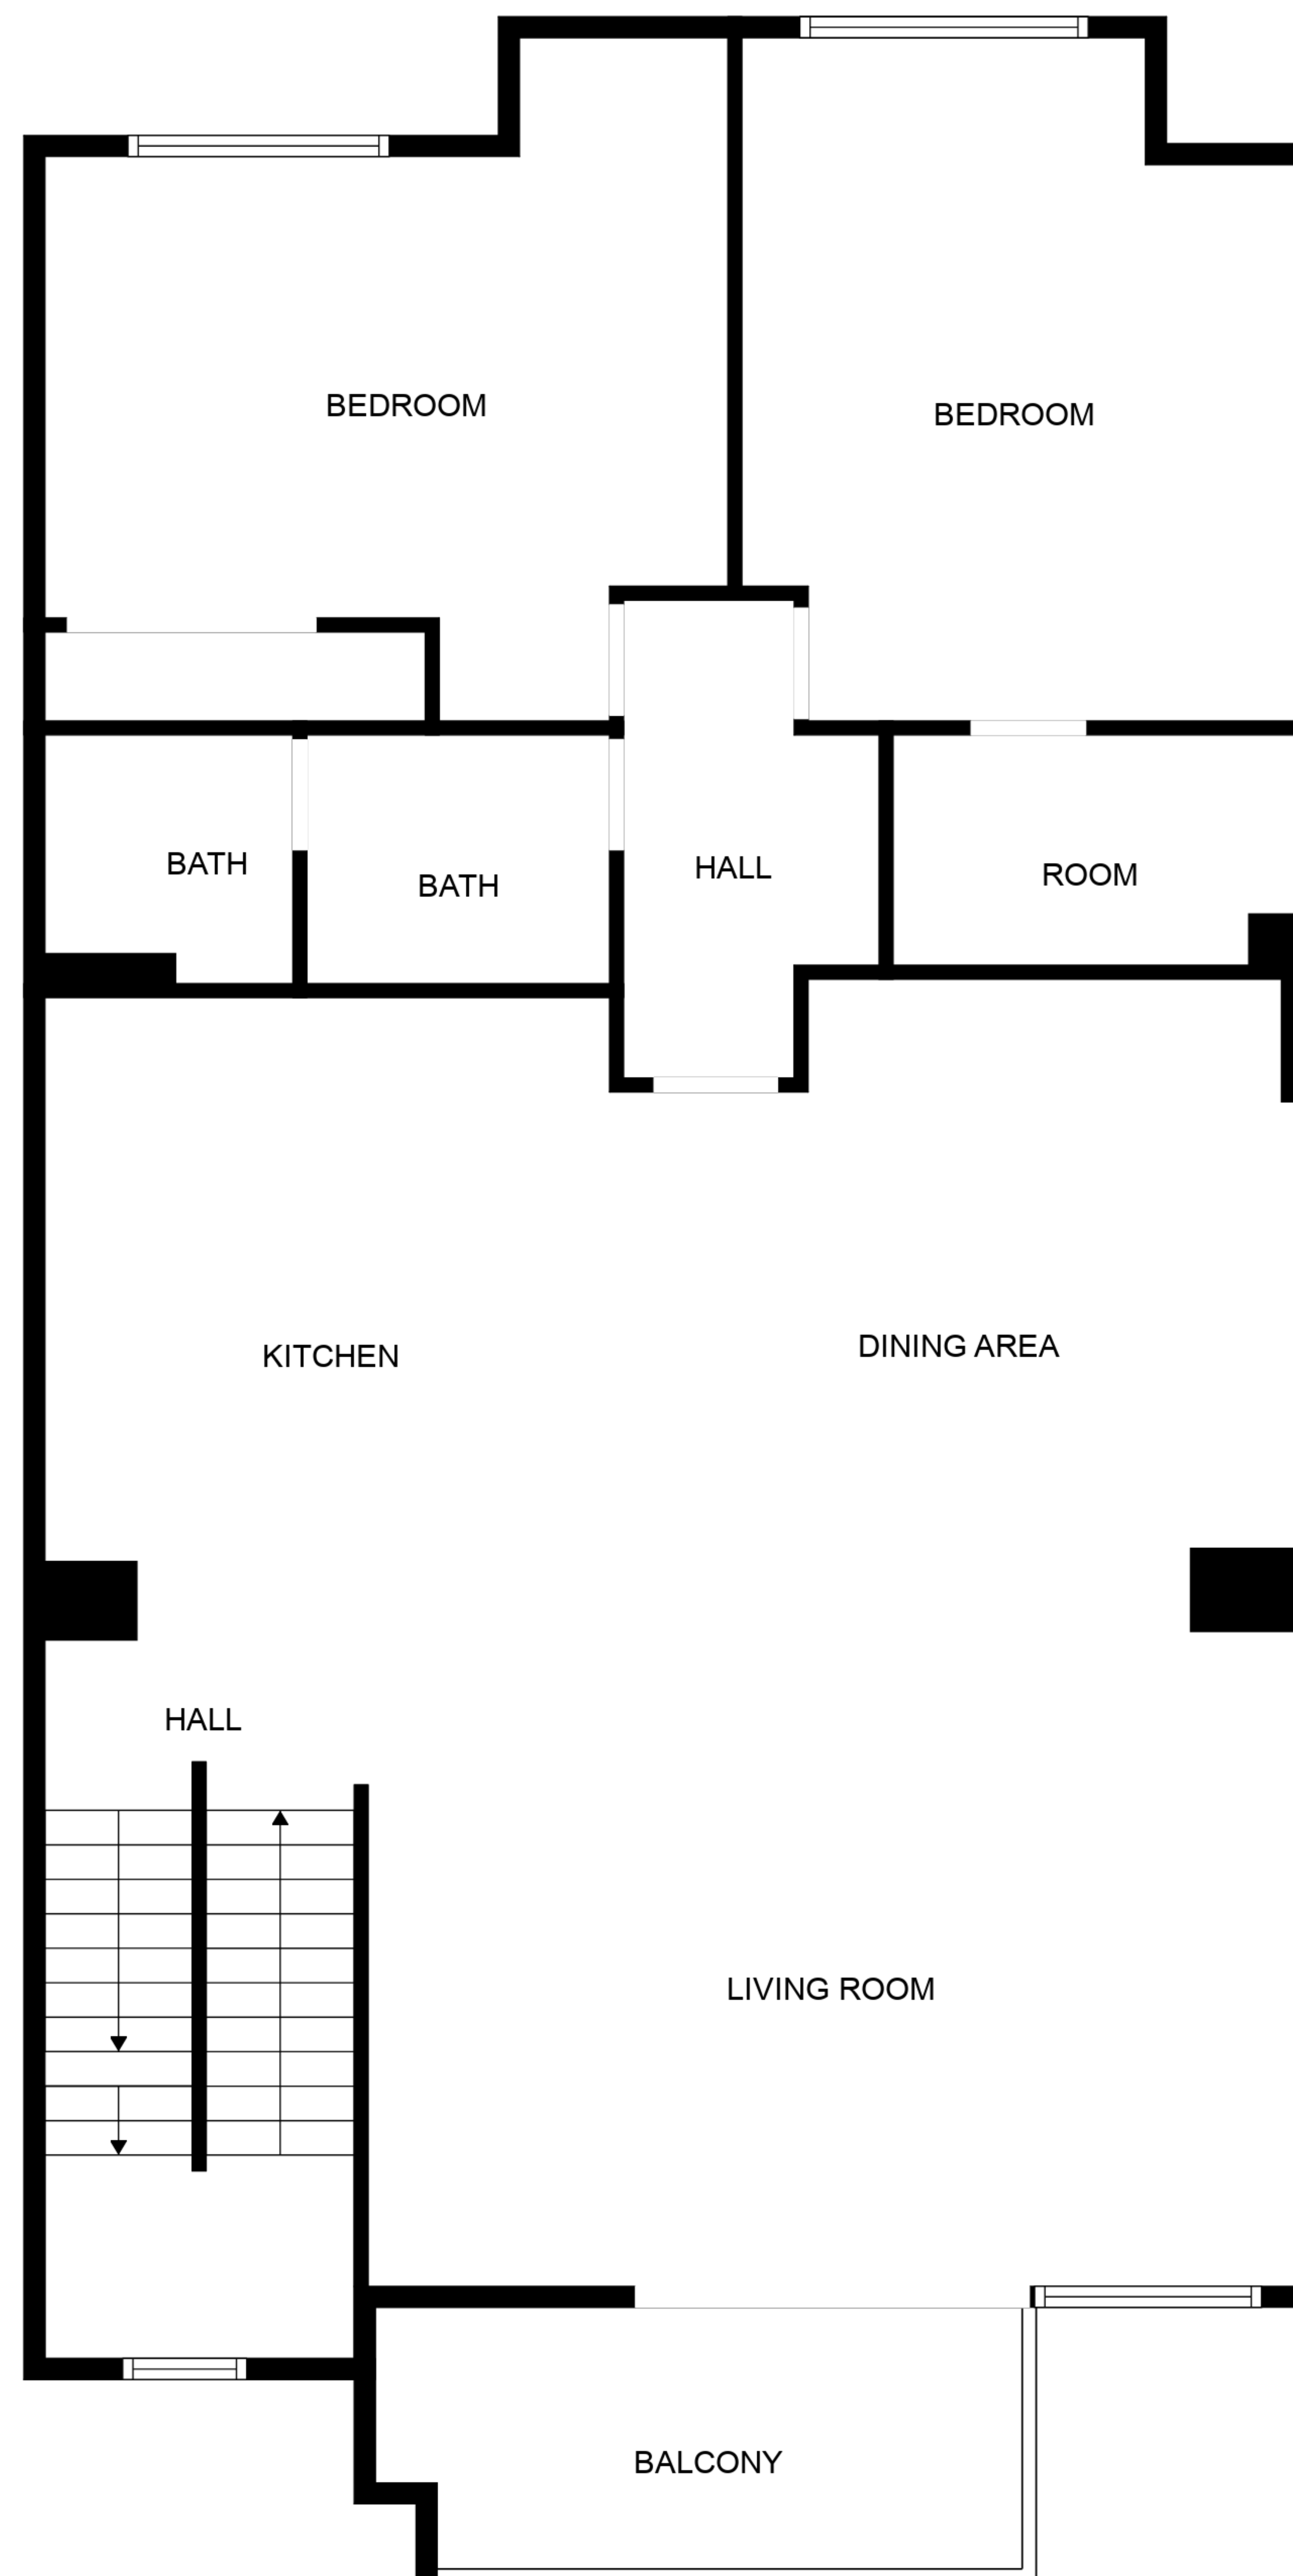 BEDROOM
BEDROOM
BATH
BATH
HALL
ROOM
KITCHEN
DINING AREA
HALL
LIVING ROOM
BALCONY